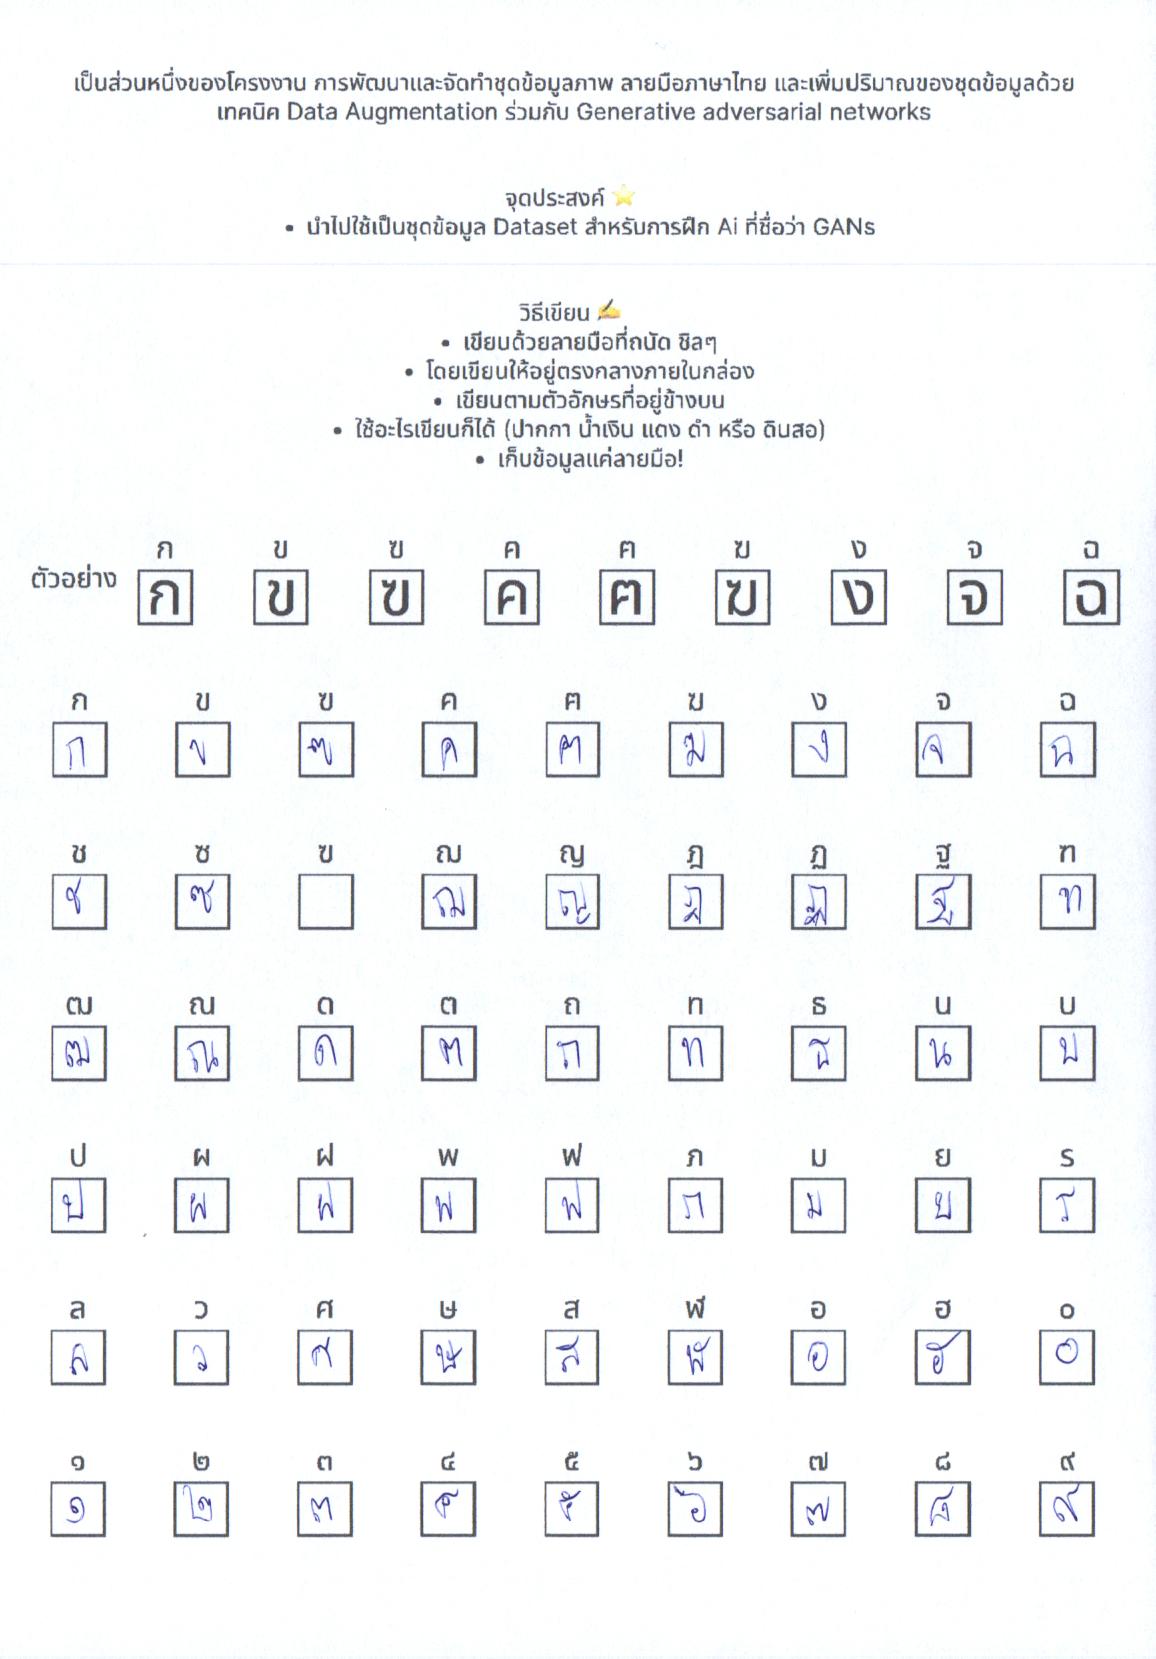 เป็นส่วนหนึ่งของโครงงาน การพัฒนาและจัดทำชุดข้อมูลภาพ ลายมือภาษาไทย และเพิ่มปริมาณของชุดข้อมูลด้วย
เทคนิค Data Augmentation ร่วมกับ Generative adversarial networks
จุดประสงค์ ⭐
• นำไปใช้เป็นชุดข้อมูล Dataset สำหรับการฝึก Ai ที่ชื่อว่า GANs
วิธีเขียน ✍️
• เขียนด้วยลายมือที่ถนัด ชิลๆ
• โดยเขียนให้อยู่ตรงกลางภายในกล่อง
• เขียนตามตัวอักษรที่อยู่ข้างบน
• ใช้อะไรเขียนก็ได้ (ปากกา น้ำเงิน แดง ดำ หรือ ดินสอ)
• เก็บข้อมูลแค่ลายมือ!
ก ข ฃ ค ฅ ฆ ง จ ฉ
ตัวอย่าง ก ข ฃ ค ฅ ฆ ง จ ฉ
ก ข ฃ ค ฅ ฆ ง จ ฉ
ก ข ฃ ค ฅ ฆ ง จ ฉ
ช ซ ฃ ฌ ญ ฎ ฏ ฐ ฑ
ช ซ ฌ ญ ฎ ฏ ฐ ฑ
ฒ ณ ด ต ถ ท ธ น บ
ฒ ณ ด ต ถ ท ธ น บ
ป ผ ฝ พ ฟ ภ ม ย ร
ป ผ ฝ พ ฟ ภ ม ย ร
ล ว ศ ษ ส ฬ อ ฮ ๐
ล ว ศ ษ ส ฬ อ ฮ ๐
๑ ๒ ๓ ๔ ๕ ๖ ๗ ๘ ๙
๑ ๒ ๓ ๔ ๕ ๖ ๗ ๘ ๙